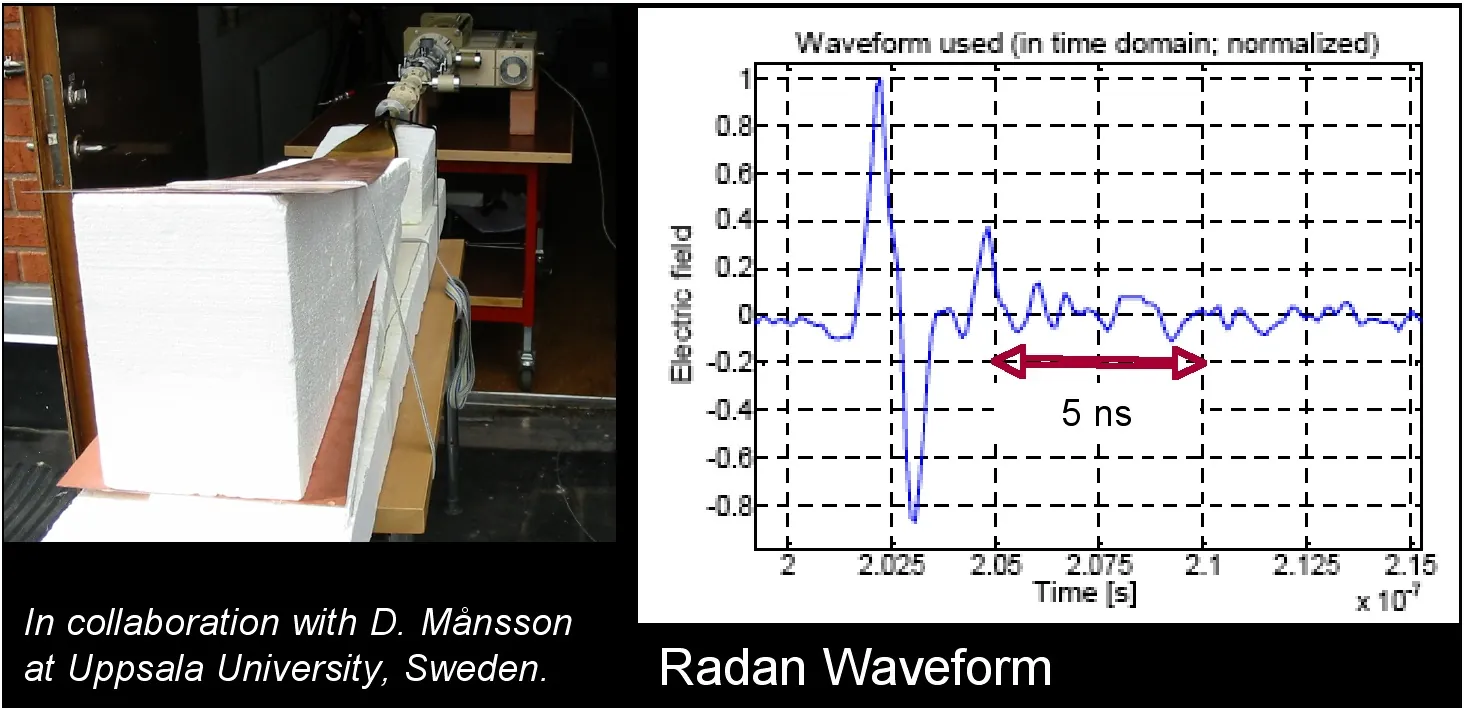 Waveform used (in time domain; normalized)
1
0.8
0.6
0.4
0.2
0
-0.2
-0.4
-0.6
-0.8
Electric field
5 ns
2 2.025 2.05 2.075 2.1 2.125 2.15
Time [s]
x 10⁻⁷
In collaboration with D. Månsson
at Uppsala University, Sweden.
Radan Waveform